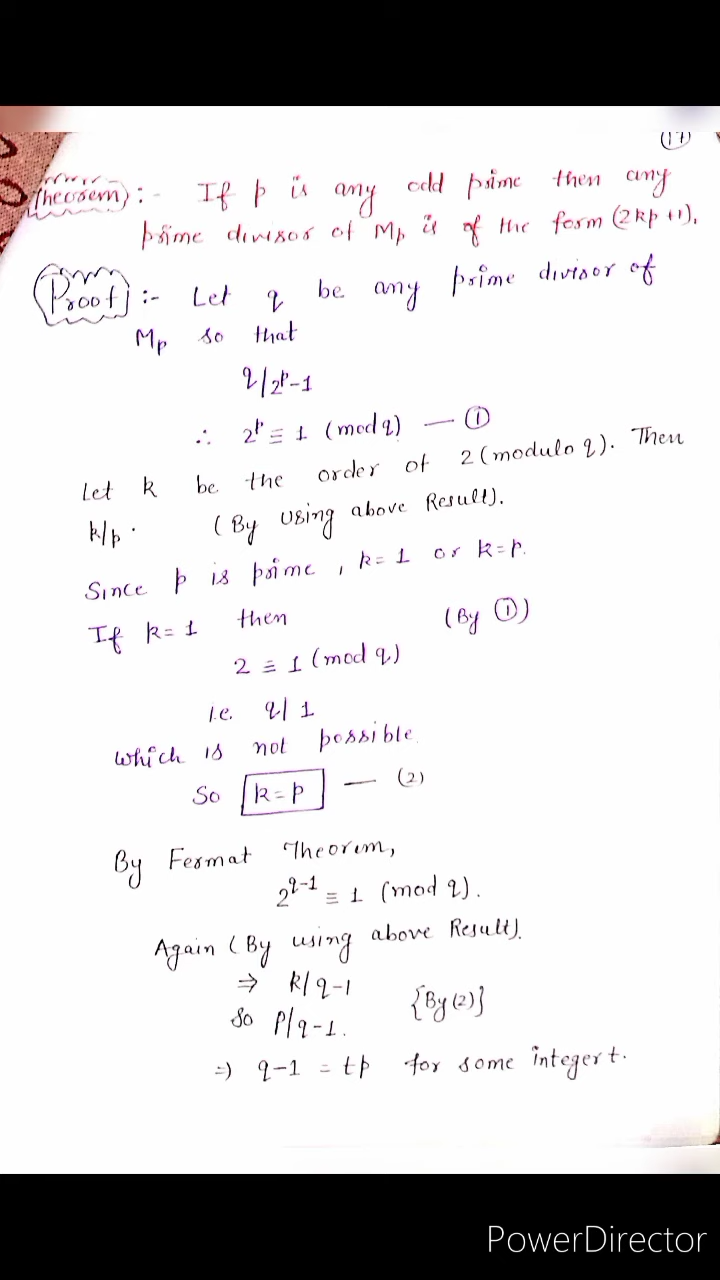 (17)
Theorem :- If p is any odd prime then any
prime divisor of Mp is of the form (2kp+1).
Proof :- Let q be any prime divisor of
Mp so that
q/2^p-1
∴ 2^p ≡ 1 (mod q) — ①
Let k be the order of 2 (modulo q). Then
k/p. (By using above Result).
Since p is prime, k=1 or k=p.
If k=1 then (By ①)
2 ≡ 1 (mod q)
i.e. q/1
which is not possible.
So k=p — (2)
By Fermat Theorem,
2^q-1 ≡ 1 (mod q).
Again (By using above Result).
⇒ k/q-1
So p/q-1. {By (2)}
⇒ q-1 = tp for some integer t.
PowerDirector